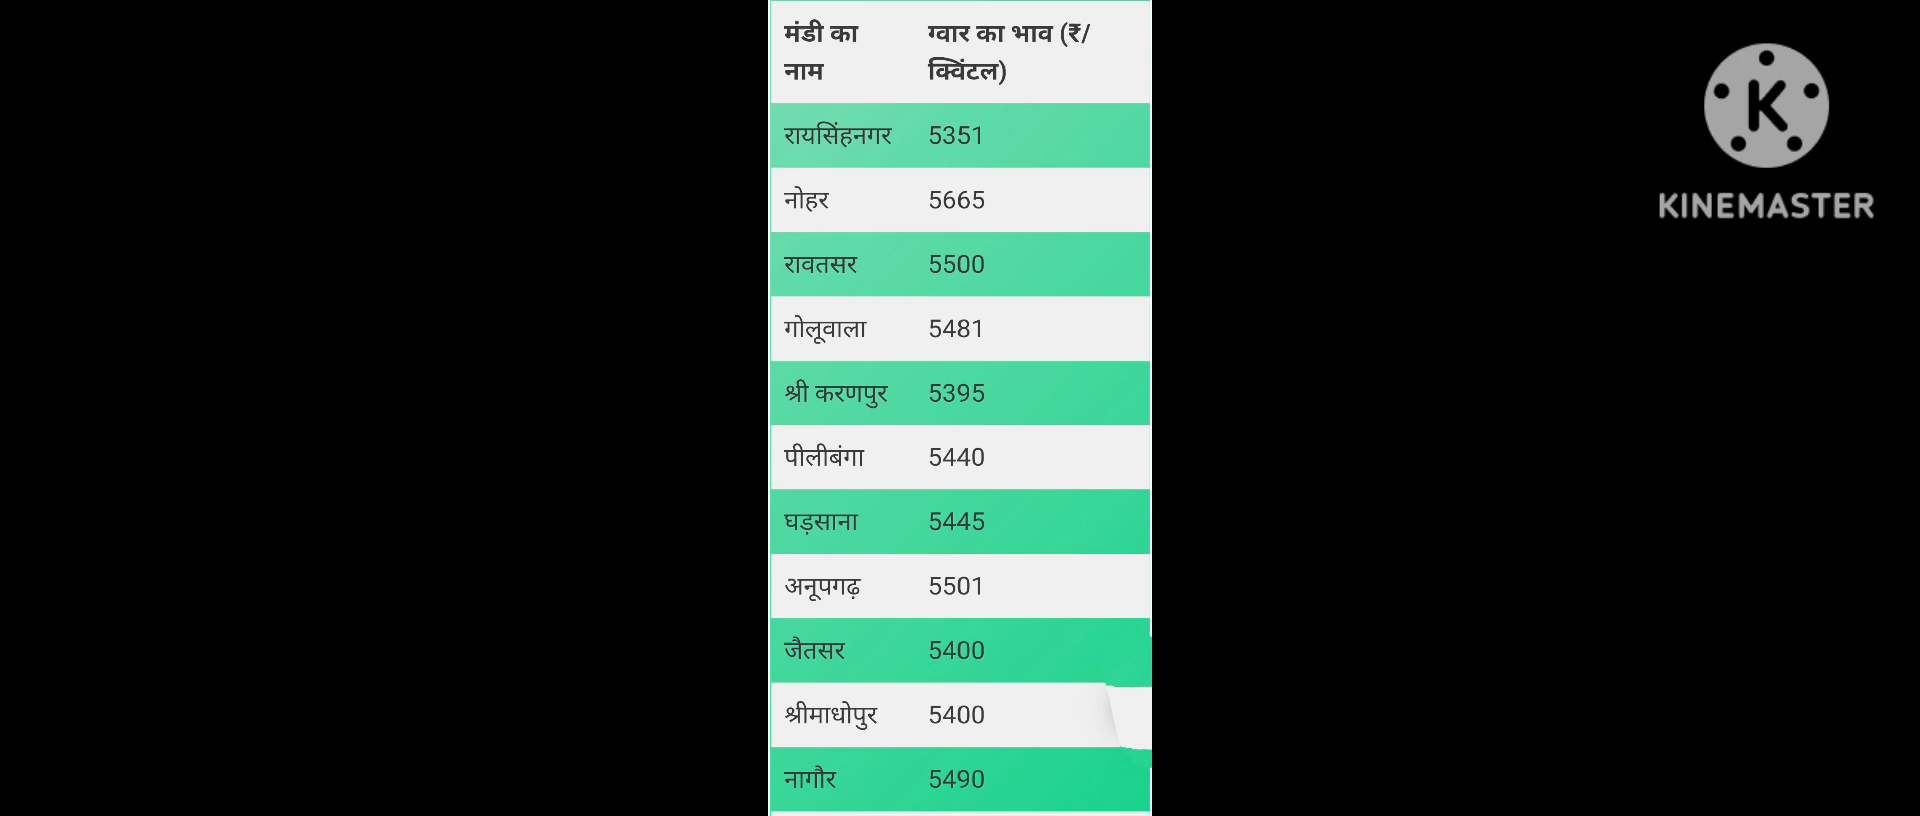 मंडी का ग्वार का भाव (₹/
नाम क्विंटल)
रायसिंहनगर 5351
नोहर 5665
रावतसर 5500
गोलूवाला 5481
श्री करणपुर 5395
पीलीबंगा 5440
घड़साना 5445
अनूपगढ़ 5501
जैतसर 5400
श्रीमाधोपुर 5400
नागौर 5490
K
KINEMASTER